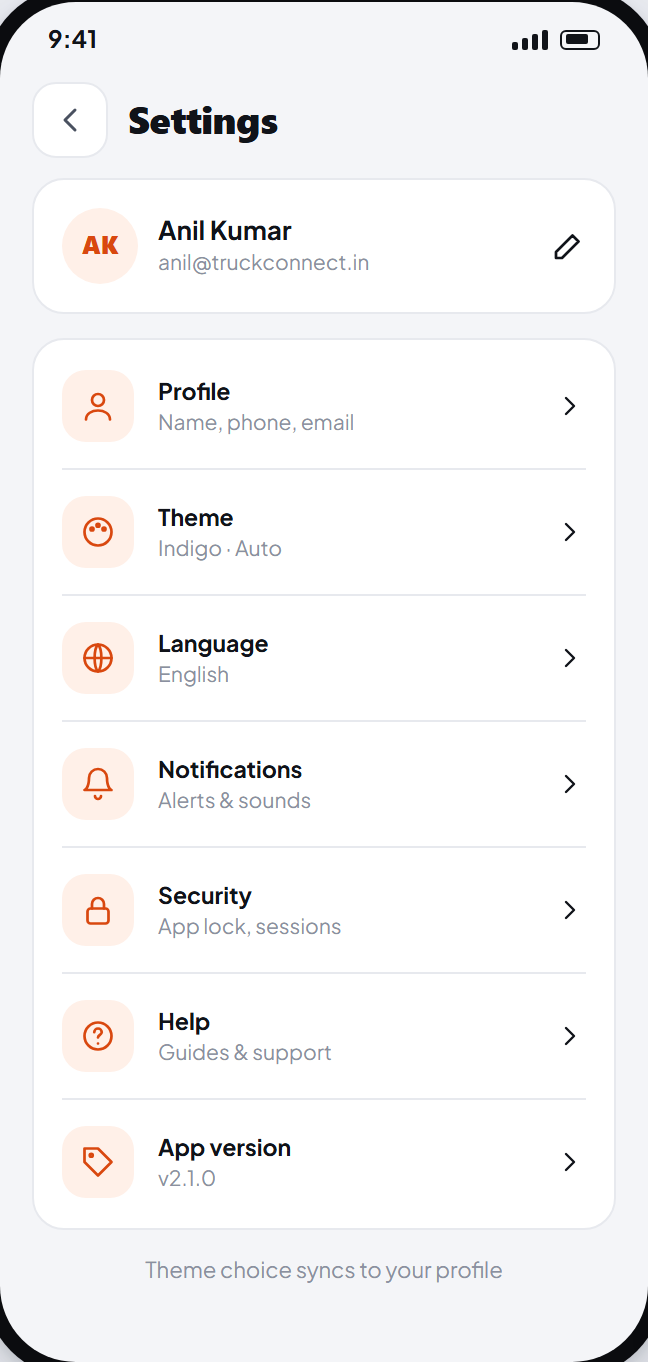 9:41
Settings
AK
Anil Kumar
anil@truckconnect.in
Profile
Name, phone, email
Theme
Indigo · Auto
Language
English
Notifications
Alerts & sounds
Security
App lock, sessions
Help
Guides & support
App version
v2.1.0
Theme choice syncs to your profile